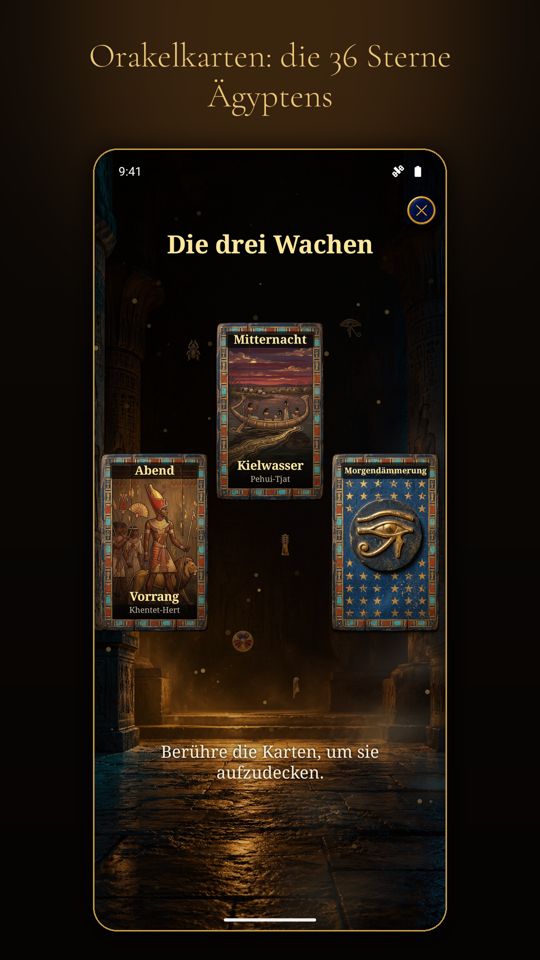 Orakelkarten: die 36 Sterne
Ägyptens
9:41
Die drei Wachen
Mitternacht
Kielwasser
Pehui-Tjat
Abend
Vorrang
Khentet-Hert
Morgendämmerung
Berühre die Karten, um sie
aufzudecken.